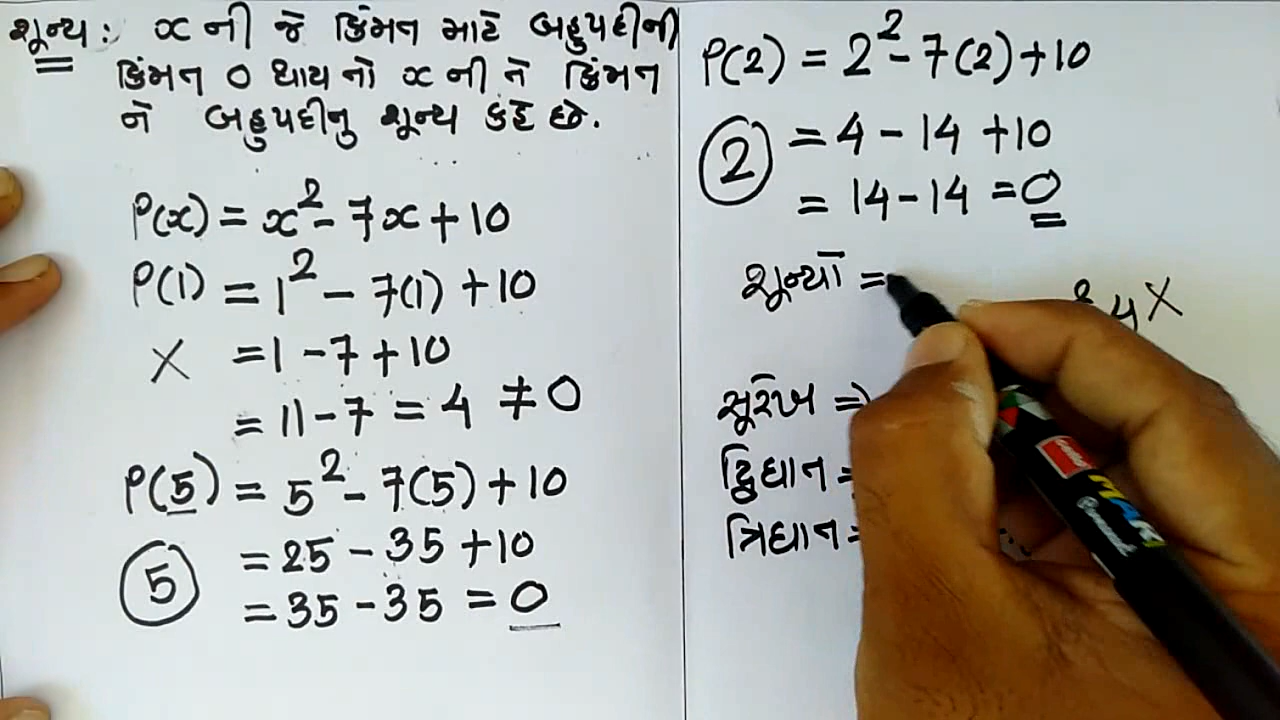 શૂન્ય : x ની જે કિંમત માટે બહુપદીની
કિંમત 0 થાય તો x ની તે કિંમત
ને બહુપદીનુ શૂન્ય કહે છે.
P(x) = x² - 7x + 10
P(1) = 1² - 7(1) + 10
X = 1 - 7 + 10
= 11 - 7 = 4 ≠ 0
P(5) = 5² - 7(5) + 10
= 25 - 35 + 10
5
= 35 - 35 = 0
P(2) = 2² - 7(2) + 10
2 = 4 - 14 + 10
= 14 - 14 = 0
શૂન્યો =
સુરેખ ⇒
દ્વિઘાત =
ત્રિઘાત =